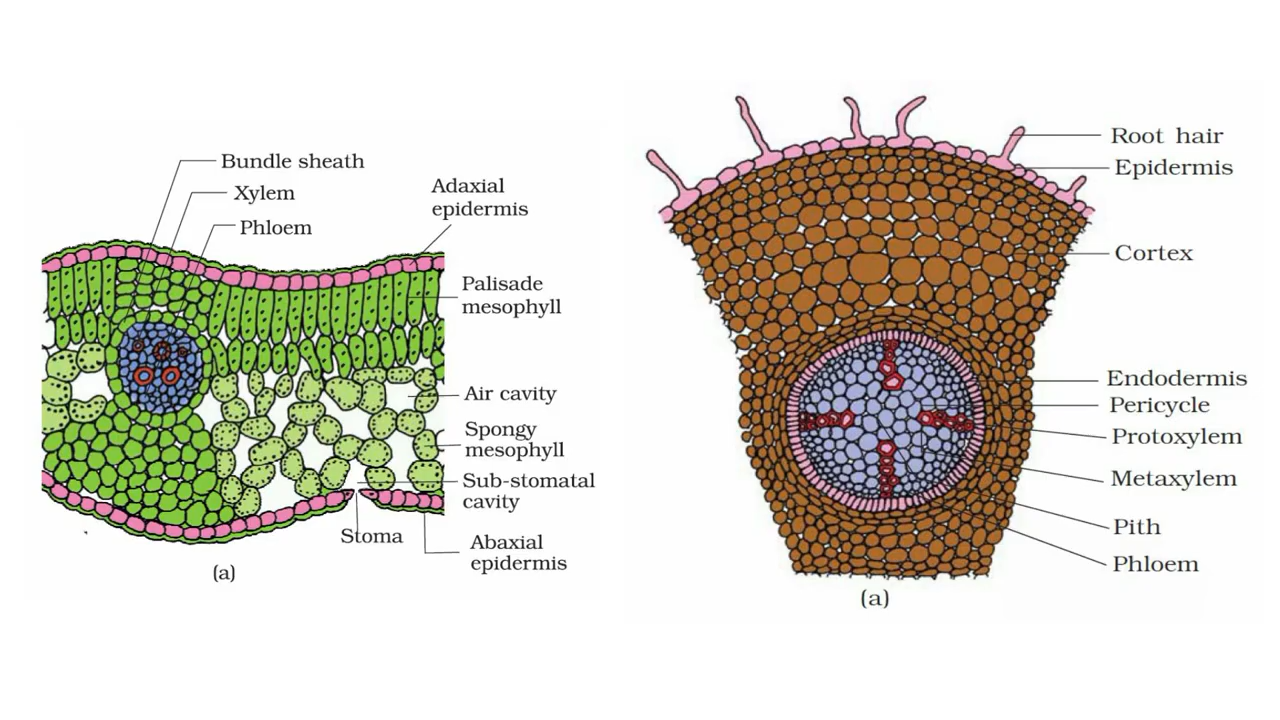 Bundle sheath
Xylem
Phloem
Adaxial
epidermis
Palisade
mesophyll
Air cavity
Spongy
mesophyll
Sub-stomatal
cavity
Stoma
Abaxial
epidermis
(a)
Root hair
Epidermis
Cortex
Endodermis
Pericycle
Protoxylem
Metaxylem
Pith
Phloem
(a)